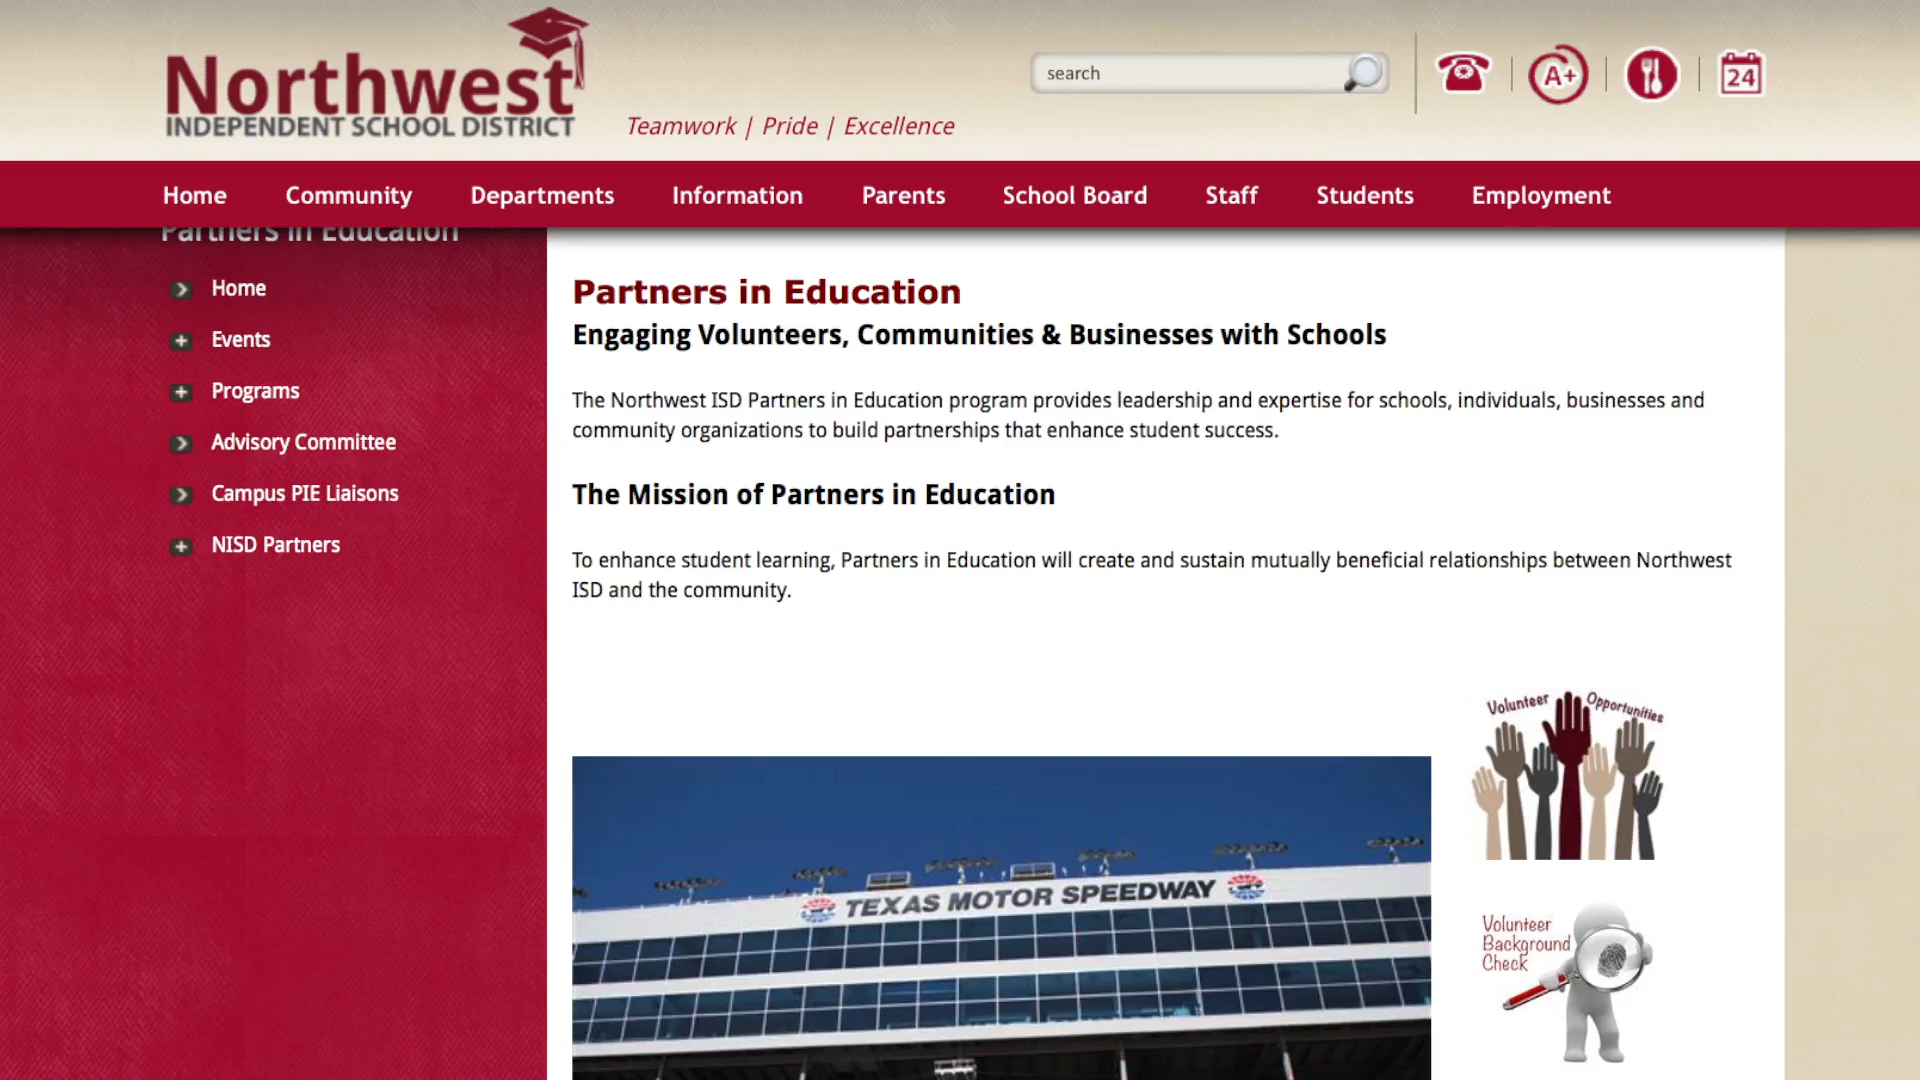 Northwest
INDEPENDENT SCHOOL DISTRICT
Teamwork | Pride | Excellence
search
A+
24
Home
Community
Departments
Information
Parents
School Board
Staff
Students
Employment
Partners in Education
Home
Events
Programs
Advisory Committee
Campus PIE Liaisons
NISD Partners
Partners in Education
Engaging Volunteers, Communities & Businesses with Schools
The Northwest ISD Partners in Education program provides leadership and expertise for schools, individuals, businesses and
community organizations to build partnerships that enhance student success.
The Mission of Partners in Education
To enhance student learning, Partners in Education will create and sustain mutually beneficial relationships between Northwest
ISD and the community.
Volunteer Opportunities
TEXAS MOTOR SPEEDWAY
Volunteer
Background
Check